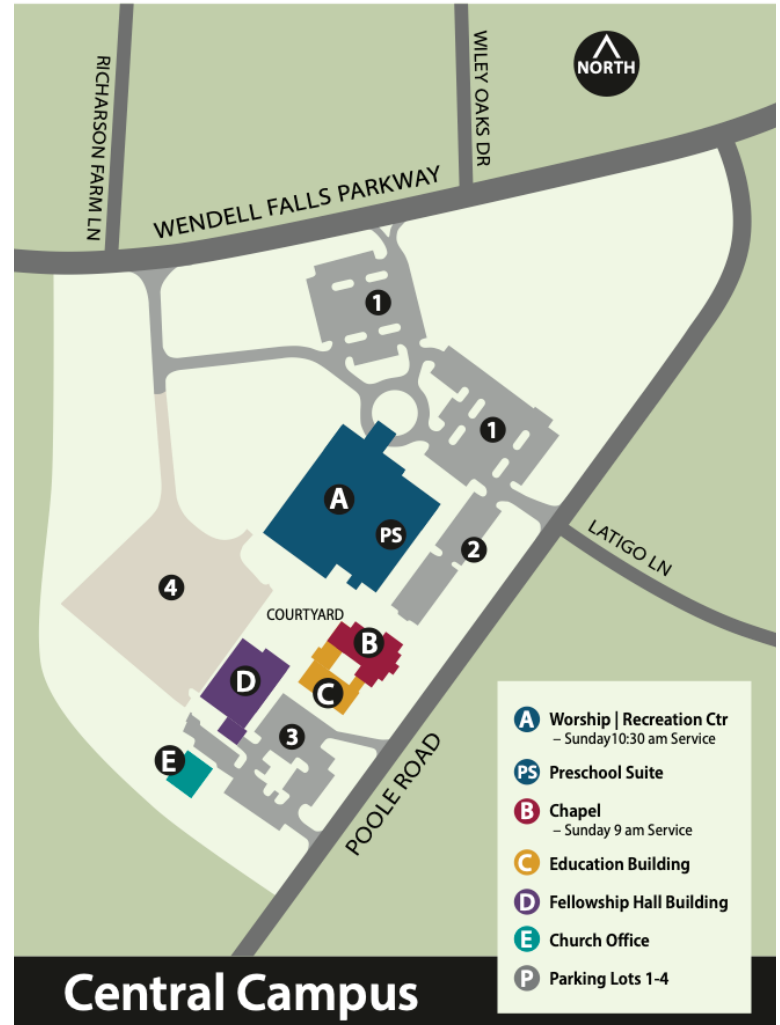 RICHARSON FARM LN
WILEY OAKS DR
NORTH
WENDELL FALLS PARKWAY
1
1
A
PS
2
LATIGO LN
4
COURTYARD
B
D
C
3
E
POOLE ROAD
A Worship | Recreation Ctr
– Sunday10:30 am Service
PS Preschool Suite
B Chapel
– Sunday 9 am Service
C Education Building
D Fellowship Hall Building
E Church Office
P Parking Lots 1-4
Central Campus